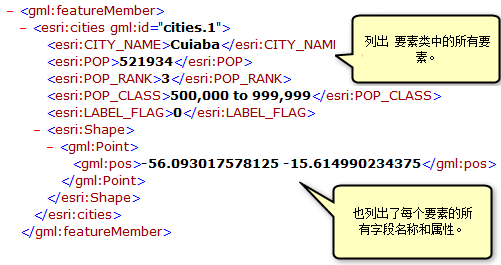 − <gml:featureMember>
− <esri:cities gml:id="cities.1">
<esri:CITY_NAME>Cuiaba</esri:CITY_NAM
<esri:POP>521934</esri:POP>
<esri:POP_RANK>3</esri:POP_RANK>
<esri:POP_CLASS>500,000 to 999,999</esri:POP_CLASS>
<esri:LABEL_FLAG>0</esri:LABEL_FLAG>
− <esri:Shape>
− <gml:Point>
<gml:pos>-56.093017578125 -15.614990234375</gml:pos>
</gml:Point>
</esri:Shape>
</esri:cities>
</gml:featureMember>
列出 要素类中的所有要
素。
也列出了每个要素的所
有字段名称和属性。